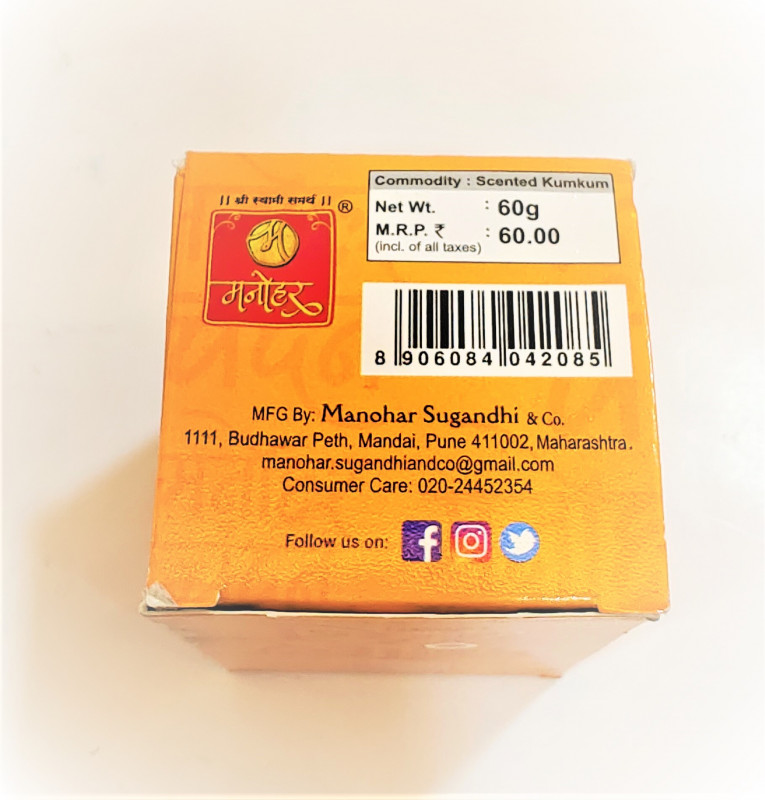 || श्री स्वामी समर्थ || ®
मनोहर
Commodity : Scented Kumkum
Net Wt. : 60g
M.R.P. ₹ : 60.00
(incl. of all taxes)
8 906084 042085
MFG By: Manohar Sugandhi & Co.
1111, Budhawar Peth, Mandai, Pune 411002, Maharashtra.
manohar.sugandhiandco@gmail.com
Consumer Care: 020-24452354
Follow us on: